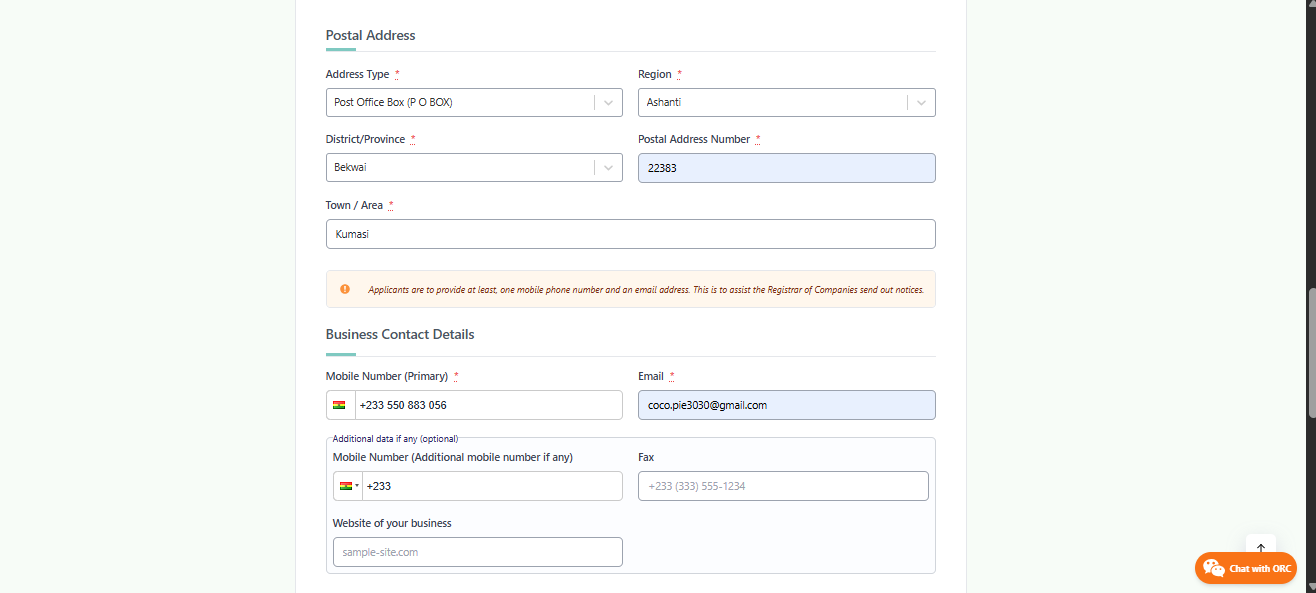 Postal Address
Address Type *
Region *
Post Office Box (P O BOX)
Ashanti
District/Province *
Postal Address Number *
Bekwai
22383
Town / Area *
Kumasi
Applicants are to provide at least, one mobile phone number and an email address. This is to assist the Registrar of Companies send out notices.
Business Contact Details
Mobile Number (Primary) *
Email *
+233 550 883 056
coco.pie3030@gmail.com
Additional data if any (optional)
Mobile Number (Additional mobile number if any)
Fax
+233
+233 (333) 555-1234
Website of your business
sample-site.com
Chat with ORC